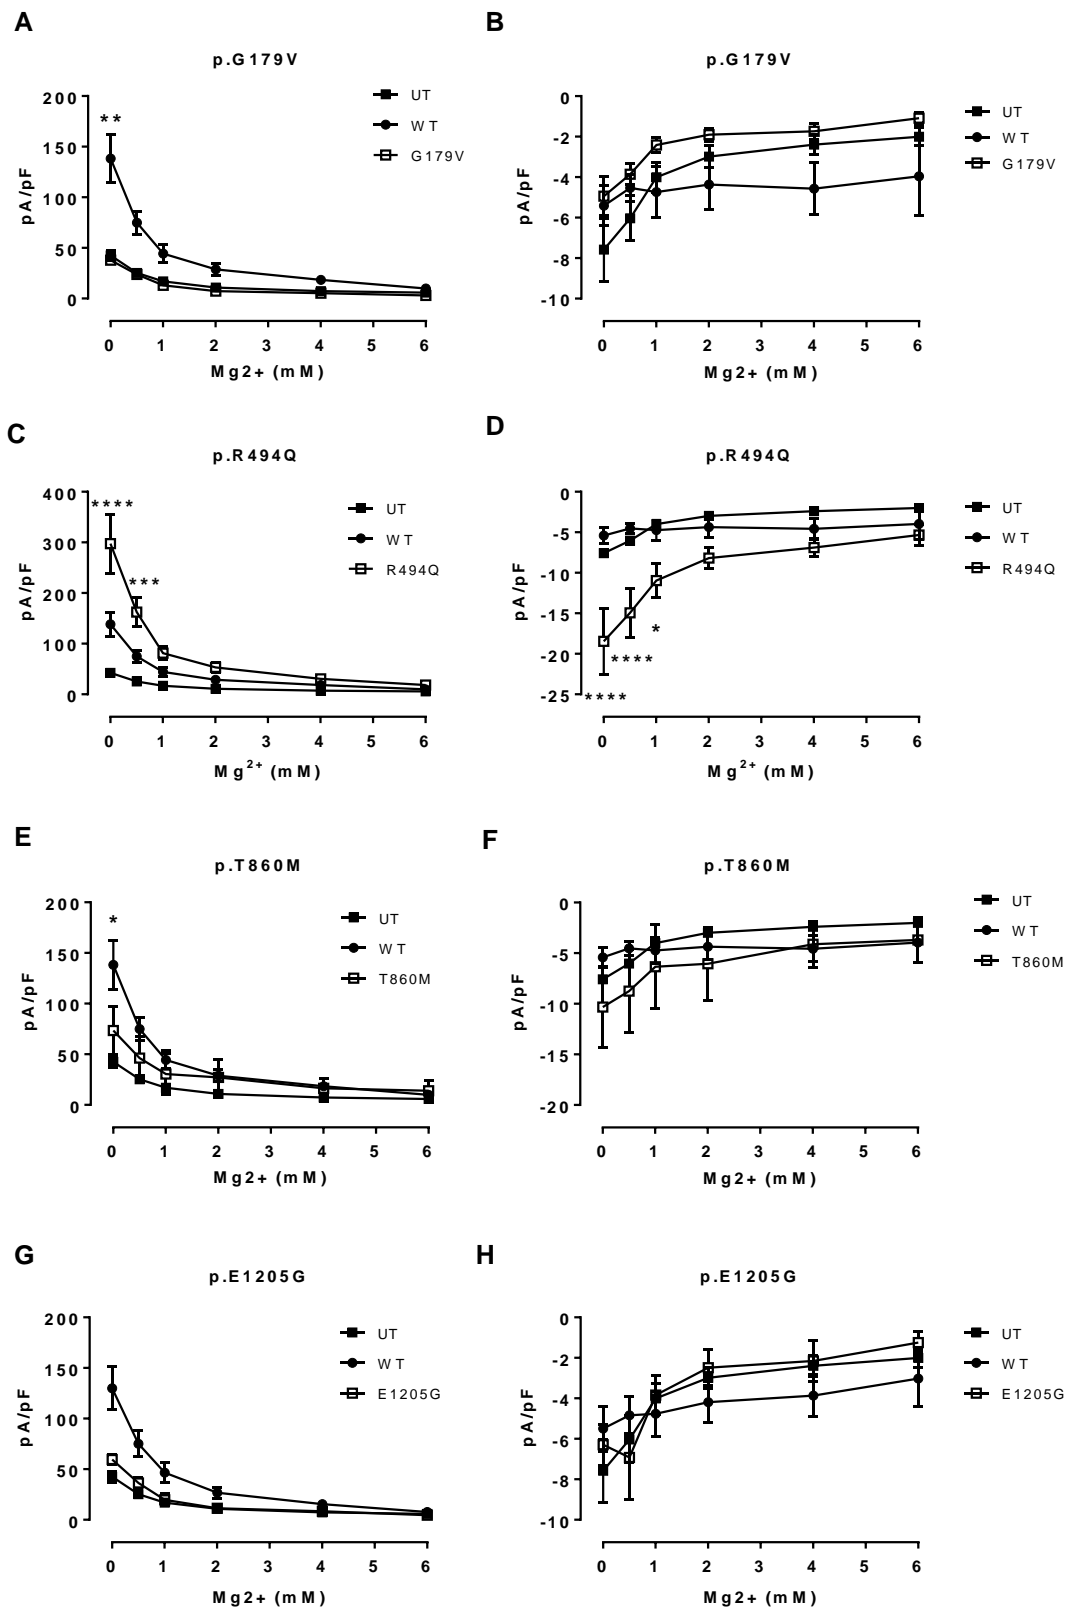 A
p.G179V
200
150
100
50
0
pA/pF
**
UT
WT
G179V
0 1 2 3 4 5 6
Mg2+ (mM)
B
p.G179V
0
-2
-4
-6
-8
-10
pA/pF
UT
WT
G179V
0 1 2 3 4 5 6
Mg2+ (mM)
C
p.R494Q
400
300
200
100
0
pA/pF
****
***
UT
WT
R494Q
0 1 2 3 4 5 6
Mg2+ (mM)
D
p.R494Q
0
-5
-10
-15
-20
-25
pA/pF
*
****
****
UT
WT
R494Q
0 1 2 3 4 5 6
Mg2+ (mM)
E
p.T860M
200
150
100
50
0
pA/pF
*
UT
WT
T860M
0 1 2 3 4 5 6
Mg2+ (mM)
F
p.T860M
0
-5
-10
-15
-20
pA/pF
UT
WT
T860M
0 1 2 3 4 5 6
Mg2+ (mM)
G
p.E1205G
200
150
100
50
0
pA/pF
UT
WT
E1205G
0 1 2 3 4 5 6
Mg2+ (mM)
H
p.E1205G
0
-2
-4
-6
-8
-10
pA/pF
UT
WT
E1205G
0 1 2 3 4 5 6
Mg2+ (mM)